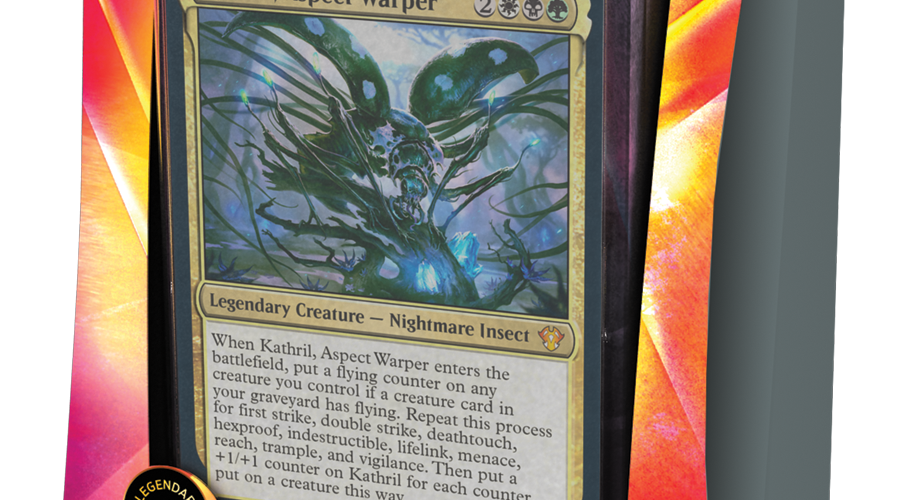 , Aspect Warper 2
Legendary Creature — Nightmare Insect
When Kathril, Aspect Warper enters the
battlefield, put a flying counter on any
creature you control if a creature card in
your graveyard has flying. Repeat this process
for first strike, double strike, deathtouch,
hexproof, indestructible, lifelink, menace,
reach, trample, and vigilance. Then put a
+1/+1 counter on Kathril for each counter
put on a creature this way.
LEGENDAR